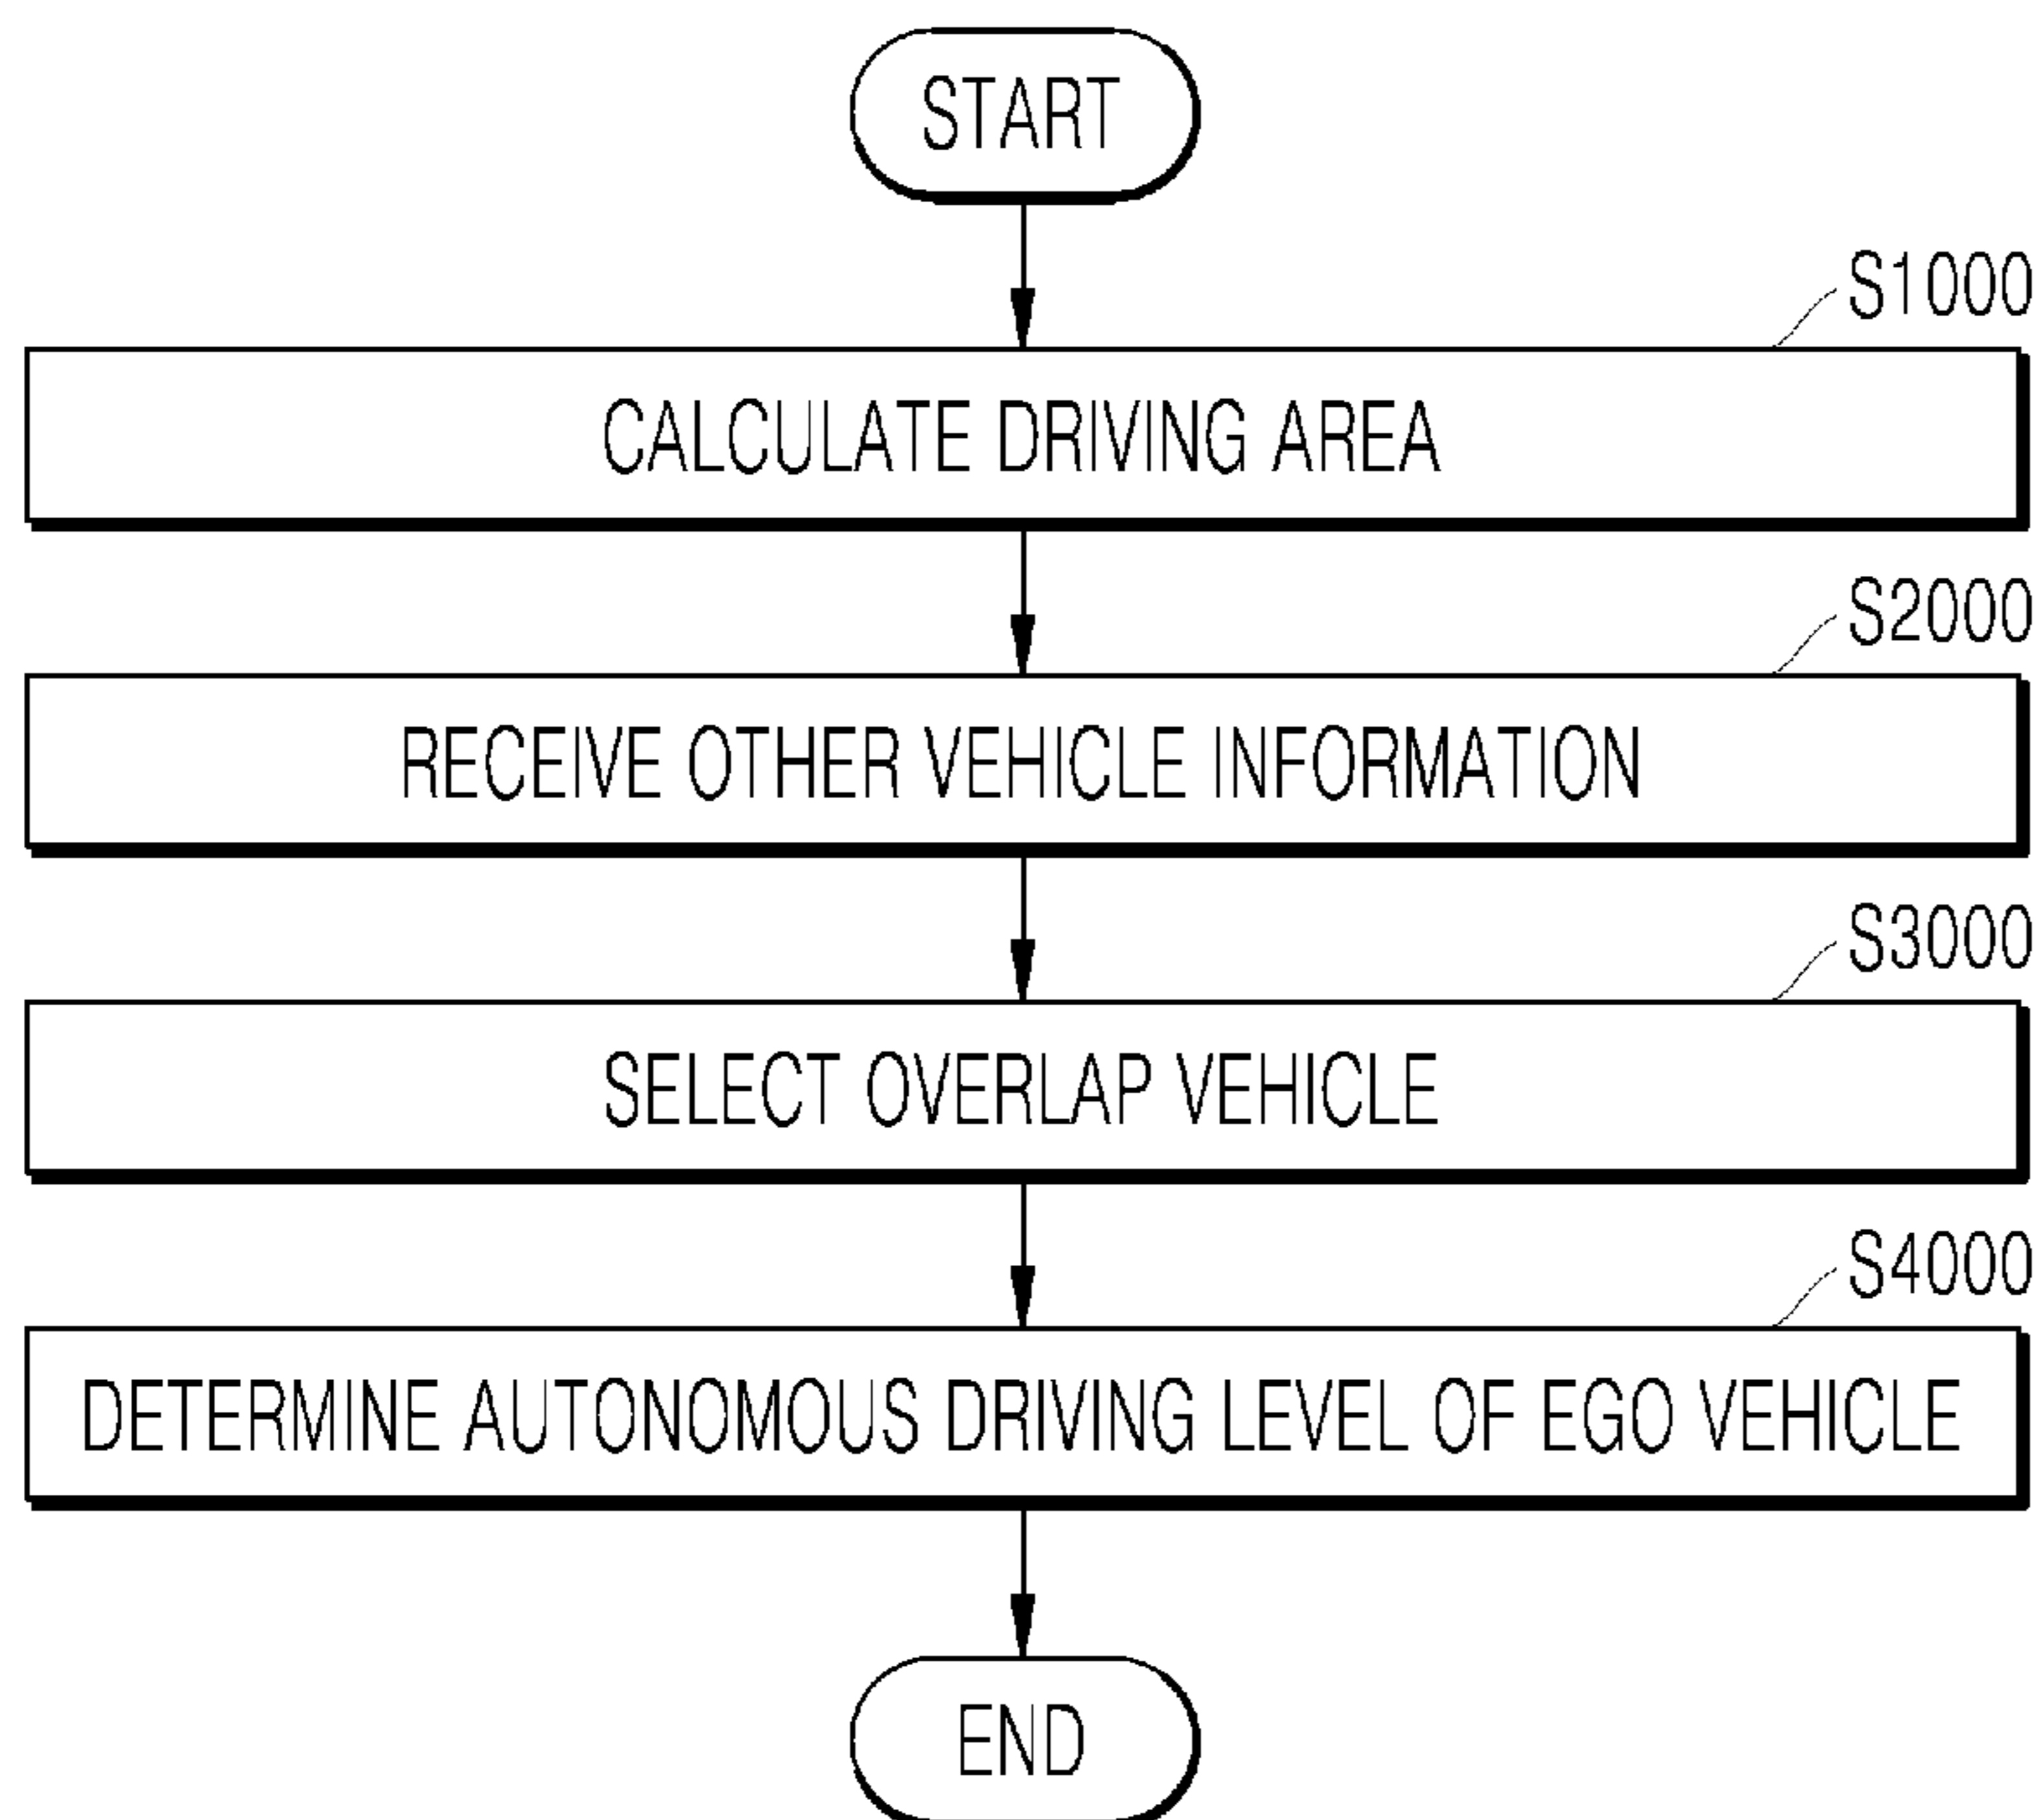 START
S1000
CALCULATE DRIVING AREA
S2000
RECEIVE OTHER VEHICLE INFORMATION
S3000
SELECT OVERLAP VEHICLE
S4000
DETERMINE AUTONOMOUS DRIVING LEVEL OF EGO VEHICLE
END